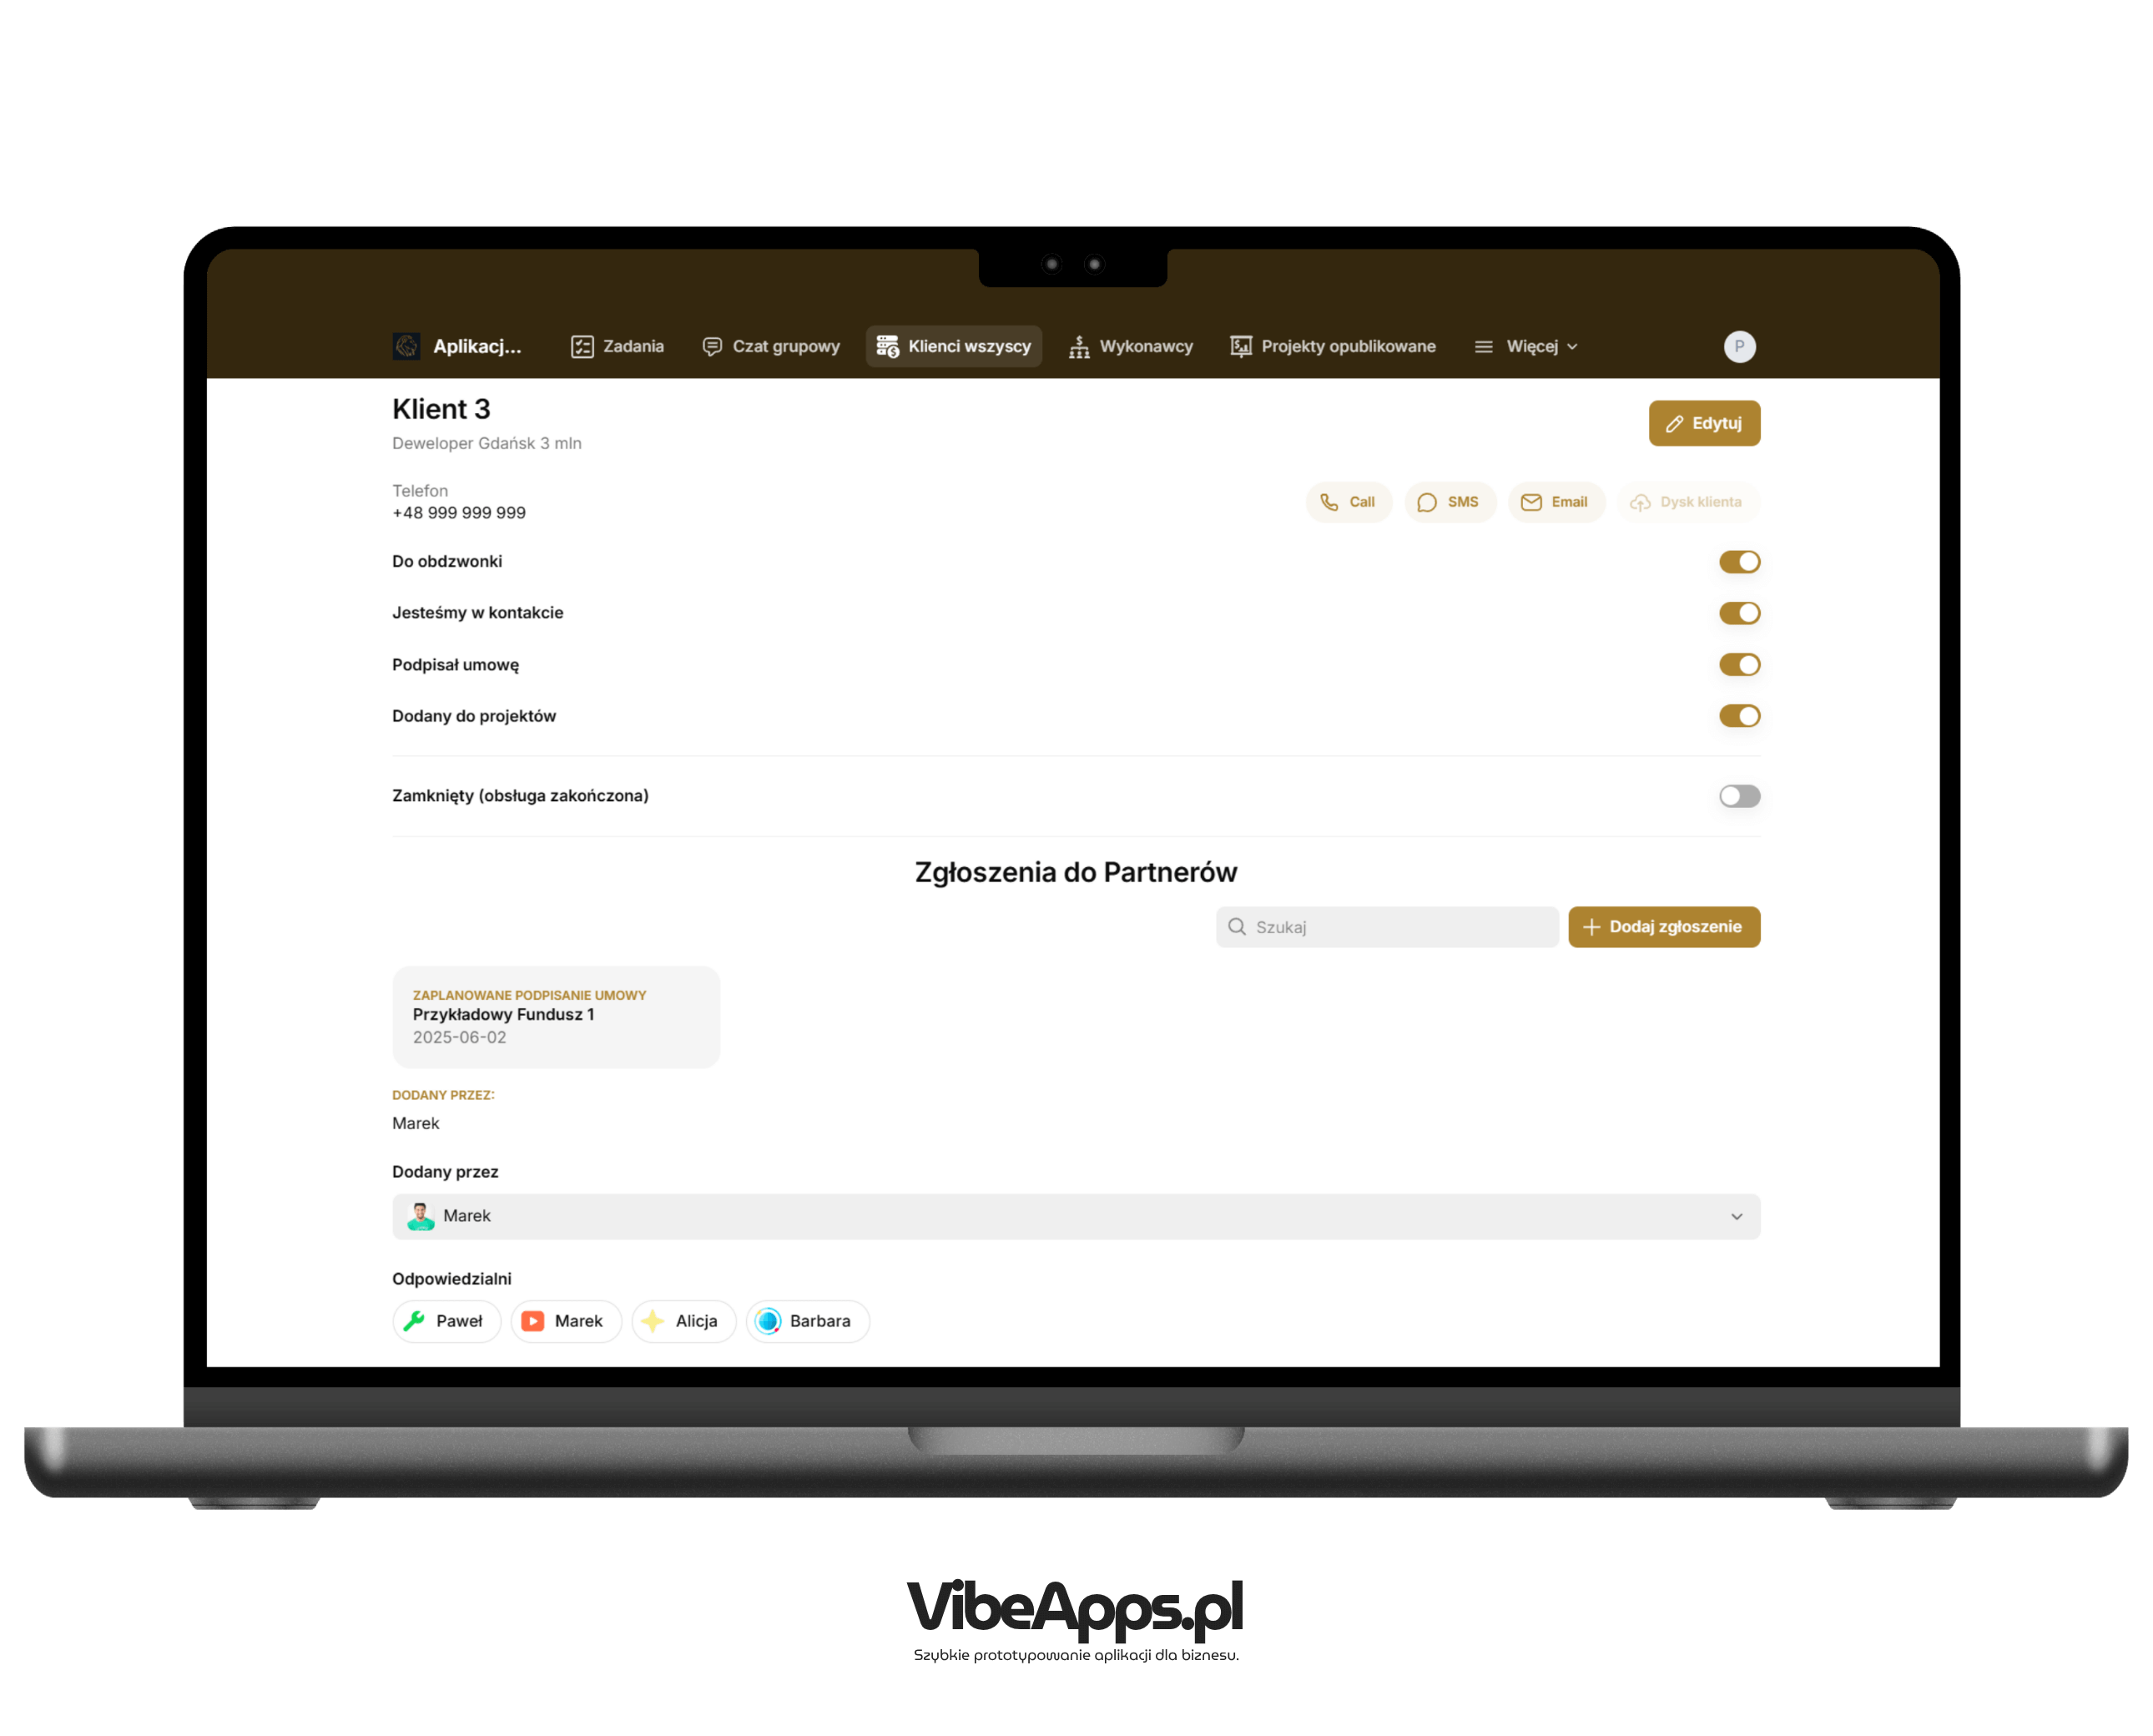 Aplikacj...
Zadania
Czat grupowy
Klienci wszyscy
Wykonawcy
Projekty opublikowane
Więcej
P
Klient 3
Edytuj
Deweloper Gdańsk 3 mln
Telefon
+48 999 999 999
Call
SMS
Email
Dysk klienta
Do obdzwonki
Jesteśmy w kontakcie
Podpisał umowę
Dodany do projektów
Zamknięty (obsługa zakończona)
Zgłoszenia do Partnerów
Szukaj
Dodaj zgłoszenie
ZAPLANOWANE PODPISANIE UMOWY
Przykładowy Fundusz 1
2025-06-02
DODANY PRZEZ:
Marek
Dodany przez
Marek
Odpowiedzialni
Paweł
Marek
Alicja
Barbara
VibeApps.pl
Szybkie prototypowanie aplikacji dla biznesu.